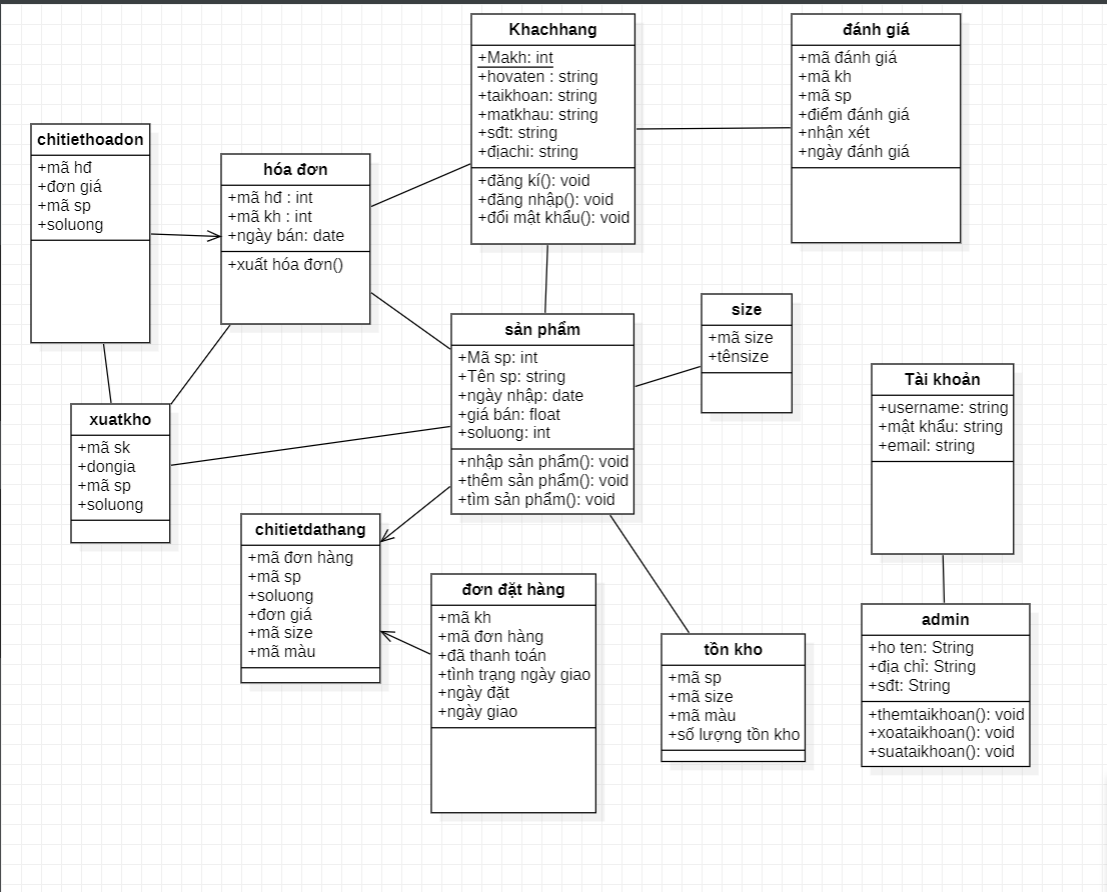 Khachhang
+Makh: int
+hovaten : string
+taikhoan: string
+matkhau: string
+sđt: string
+địachi: string
+đăng kí(): void
+đăng nhập(): void
+đổi mật khẩu(): void
đánh giá
+mã đánh giá
+mã kh
+mã sp
+điểm đánh giá
+nhận xét
+ngày đánh giá
chitiethoadon
+mã hđ
+đơn giá
+mã sp
+soluong
hóa đơn
+mã hđ : int
+mã kh : int
+ngày bán: date
+xuất hóa đơn()
sản phẩm
+Mã sp: int
+Tên sp: string
+ngày nhập: date
+giá bán: float
+soluong: int
+nhập sản phẩm(): void
+thêm sản phẩm(): void
+tìm sản phẩm(): void
size
+mã size
+tênsize
Tài khoản
+username: string
+mật khẩu: string
+email: string
xuatkho
+mã sk
+dongia
+mã sp
+soluong
chitietdathang
+mã đơn hàng
+mã sp
+soluong
+đơn giá
+mã size
+mã màu
đơn đặt hàng
+mã kh
+mã đơn hàng
+đã thanh toán
+tình trạng ngày giao
+ngày đặt
+ngày giao
tồn kho
+mã sp
+mã size
+mã màu
+số lượng tồn kho
admin
+ho ten: String
+địa chỉ: String
+sđt: String
+themtaikhoan(): void
+xoataikhoan(): void
+suataikhoan(): void